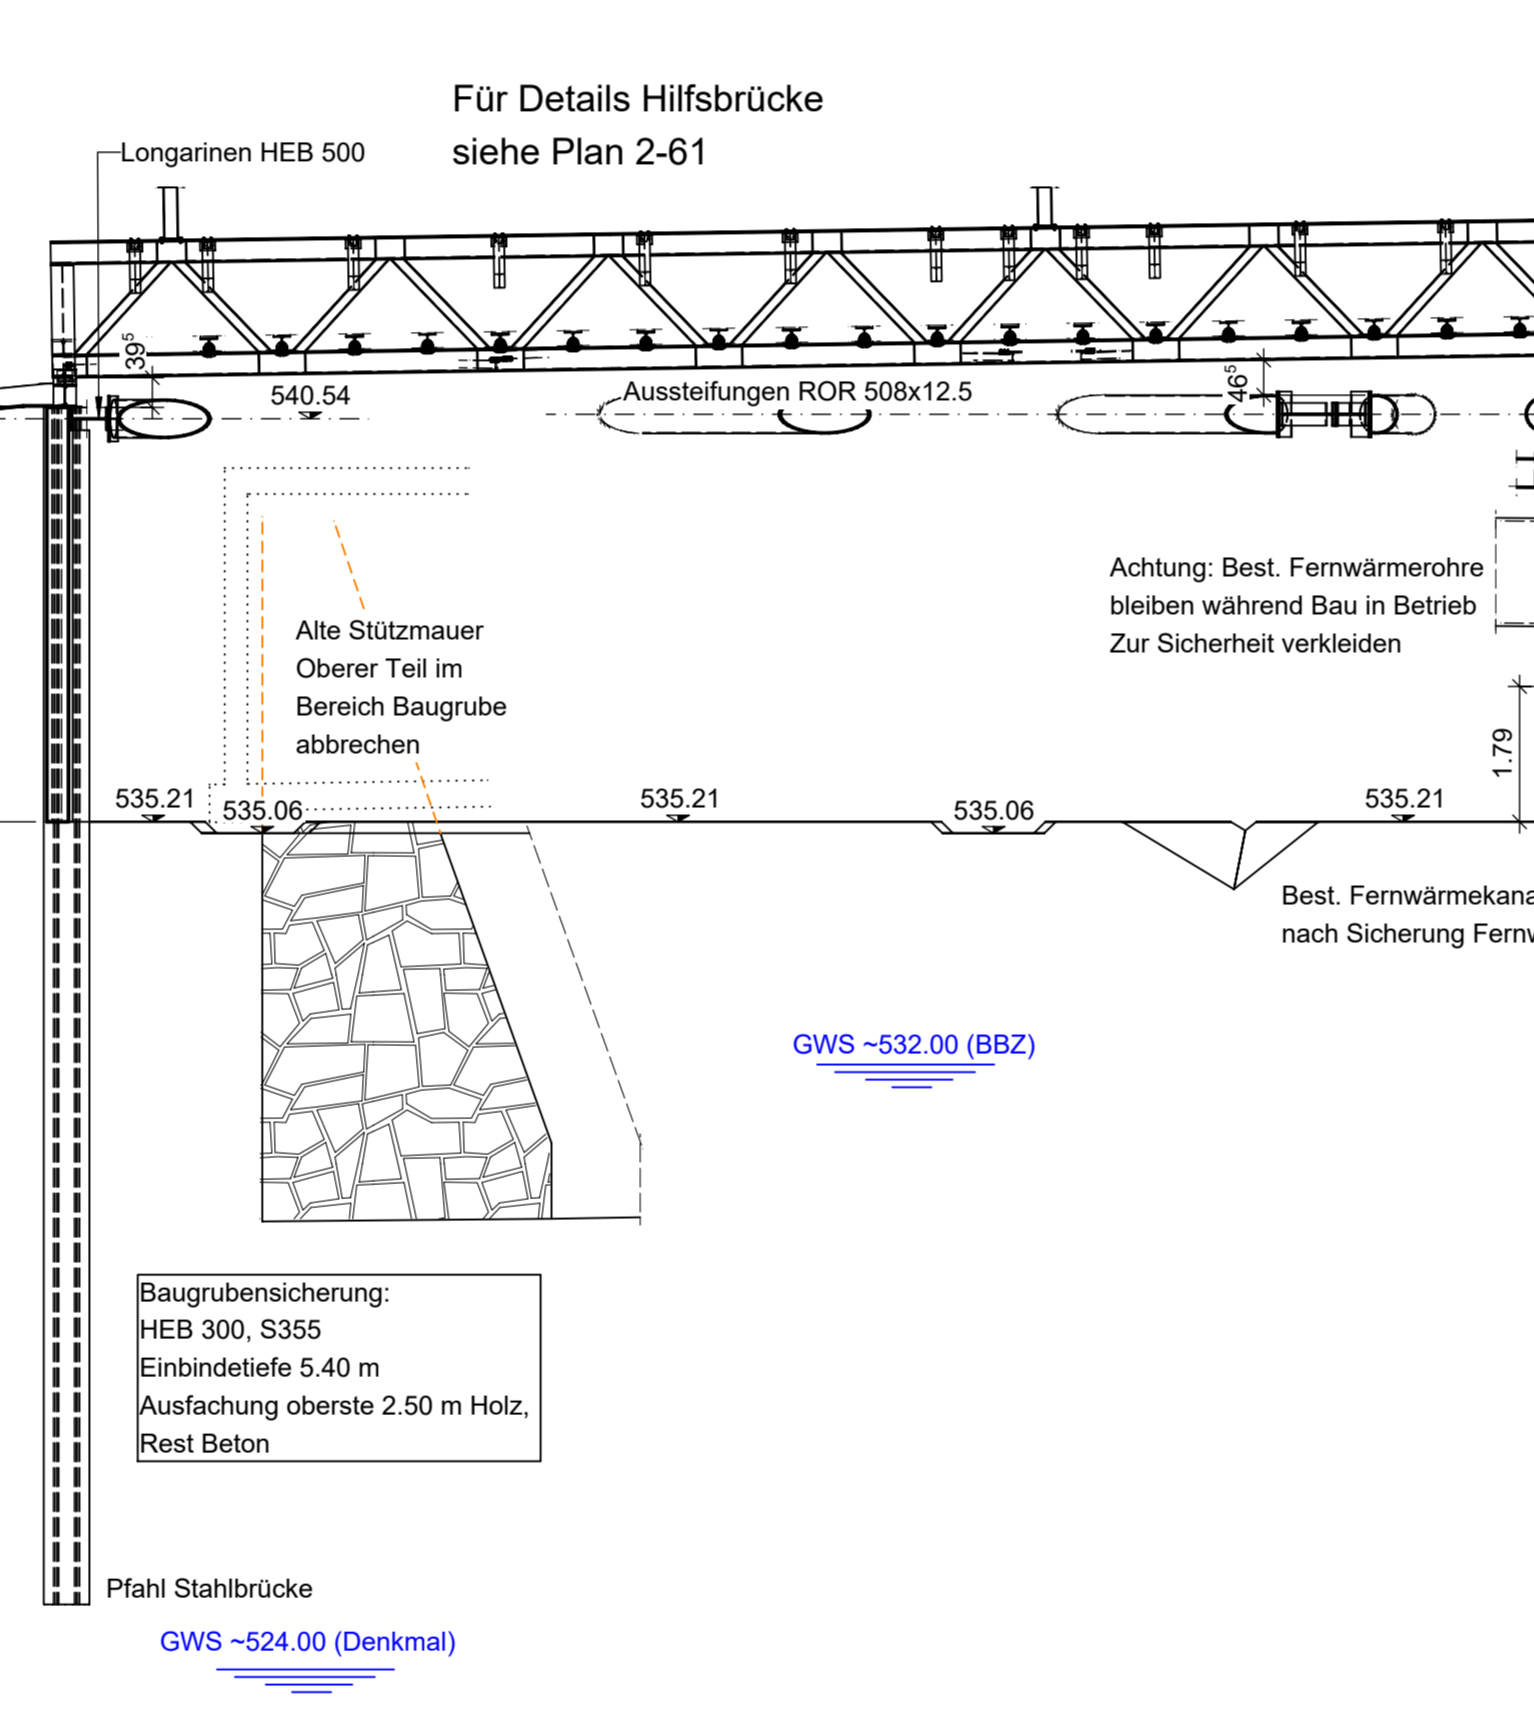 Für Details Hilfsbrücke
siehe Plan 2-61
Longarinen HEB 500
39⁵
540.54
Aussteifungen ROR 508x12.5
46⁵
Achtung: Best. Fernwärmerohre
bleiben während Bau in Betrieb
Zur Sicherheit verkleiden
Alte Stützmauer
Oberer Teil im
Bereich Baugrube
abbrechen
1.79
535.21
535.06
535.21
535.06
535.21
Best. Fernwärmekana
nach Sicherung Fernw
GWS ~532.00 (BBZ)
Baugrubensicherung:
HEB 300, S355
Einbindetiefe 5.40 m
Ausfachung oberste 2.50 m Holz,
Rest Beton
Pfahl Stahlbrücke
GWS ~524.00 (Denkmal)